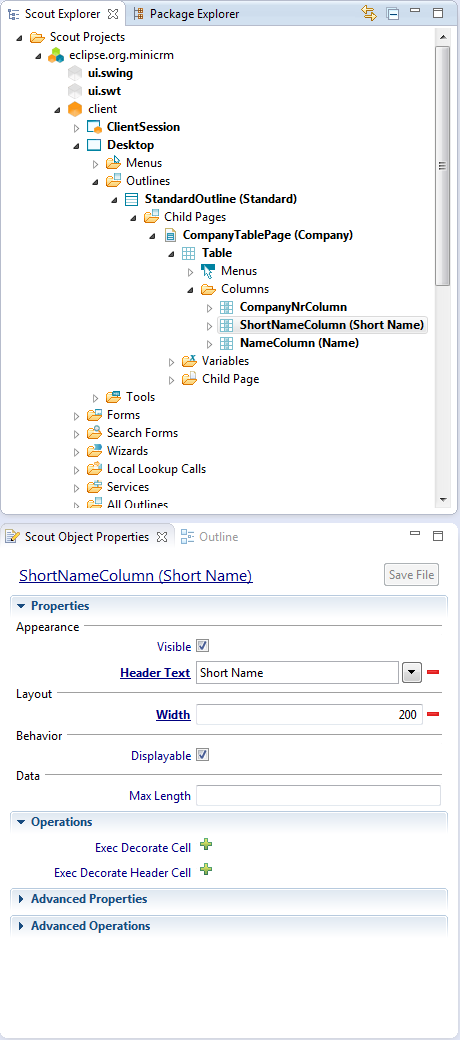 Scout Explorer Package Explorer
Scout Projects
eclipse.org.minicrm
ui.swing
ui.swt
client
ClientSession
Desktop
Menus
Outlines
StandardOutline (Standard)
Child Pages
CompanyTablePage (Company)
Table
Menus
Columns
CompanyNrColumn
ShortNameColumn (Short Name)
NameColumn (Name)
Variables
Child Page
Tools
Forms
Search Forms
Wizards
Local Lookup Calls
Services
All Outlines
Scout Object Properties Outline
ShortNameColumn (Short Name) Save File
Properties
Appearance
Visible
Header Text Short Name
Layout
Width 200
Behavior
Displayable
Data
Max Length
Operations
Exec Decorate Cell
Exec Decorate Header Cell
Advanced Properties
Advanced Operations